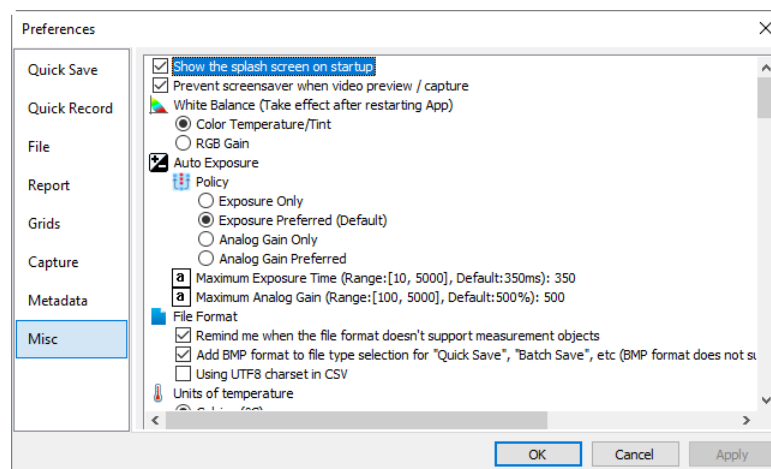 Preferences
Quick Save
Quick Record
File
Report
Grids
Capture
Metadata
Misc
Show the splash screen on startup
Prevent screensaver when video preview / capture
White Balance (Take effect after restarting App)
Color Temperature/Tint
RGB Gain
Auto Exposure
Policy
Exposure Only
Exposure Preferred (Default)
Analog Gain Only
Analog Gain Preferred
a Maximum Exposure Time (Range:[10, 5000], Default:350ms): 350
a Maximum Analog Gain (Range:[100, 5000], Default:500%): 500
File Format
Remind me when the file format doesn't support measurement objects
Add BMP format to file type selection for "Quick Save", "Batch Save", etc (BMP format does not
Using UTF8 charset in CSV
Units of temperature
OK
Cancel
Apply